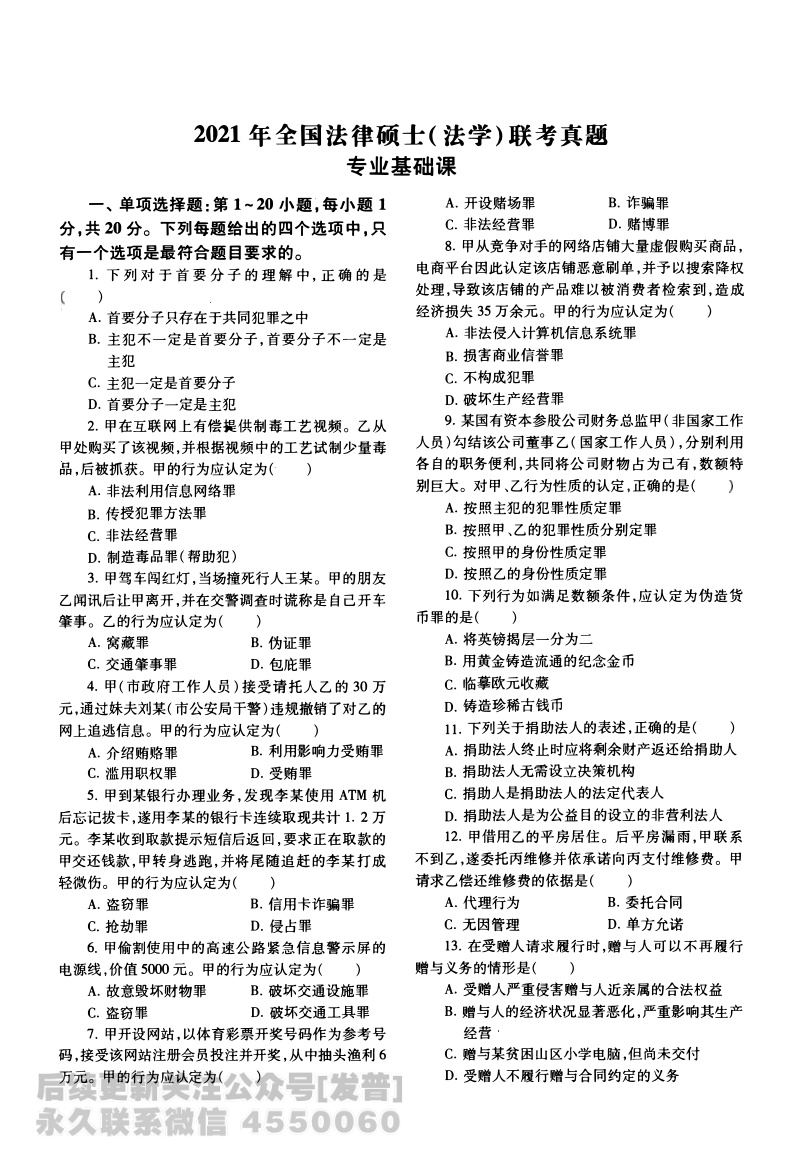 2021 年全国法律硕士(法学)联考真题
专业基础课
一、单项选择题:第 1~20 小题,每小题 1
分,共 20 分。下列每题给出的四个选项中,只
有一个选项是最符合题目要求的。
1. 下列对于首要分子的理解中,正确的是
( )
A. 首要分子只存在于共同犯罪之中
B. 主犯不一定是首要分子,首要分子不一定是
主犯
C. 主犯一定是首要分子
D. 首要分子一定是主犯
2. 甲在互联网上有偿提供制毒工艺视频。乙从
甲处购买了该视频,并根据视频中的工艺试制少量毒
品,后被抓获。甲的行为应认定为( )
A. 非法利用信息网络罪
B. 传授犯罪方法罪
C. 非法经营罪
D. 制造毒品罪(帮助犯)
3. 甲驾车闯红灯,当场撞死行人王某。甲的朋友
乙闻讯后让甲离开,并在交警调查时谎称是自己开车
肇事。乙的行为应认定为( )
A. 窝藏罪 B. 伪证罪
C. 交通肇事罪 D. 包庇罪
4. 甲(市政府工作人员)接受请托人乙的 30 万
元,通过妹夫刘某(市公安局干警)违规撤销了对乙的
网上追逃信息。甲的行为应认定为( )
A. 介绍贿赂罪 B. 利用影响力受贿罪
C. 滥用职权罪 D. 受贿罪
5. 甲到某银行办理业务,发现李某使用 ATM 机
后忘记拔卡,遂用李某的银行卡连续取现共计 1. 2 万
元。李某收到取款提示短信后返回,要求正在取款的
甲交还钱款,甲转身逃跑,并将尾随追赶的李某打成
轻微伤。甲的行为应认定为( )
A. 盗窃罪 B. 信用卡诈骗罪
C. 抢劫罪 D. 侵占罪
6. 甲偷割使用中的高速公路紧急信息警示屏的
电源线,价值 5000 元。甲的行为应认定为( )
A. 故意毁坏财物罪 B. 破坏交通设施罪
C. 盗窃罪 D. 破坏交通工具罪
7. 甲开设网站,以体育彩票开奖号码作为参考号
码,接受该网站注册会员投注并开奖,从中抽头渔利 6
万元。甲的行为应认定为( )
A. 开设赌场罪 B. 诈骗罪
C. 非法经营罪 D. 赌博罪
8. 甲从竞争对手的网络店铺大量虚假购买商品,
电商平台因此认定该店铺恶意刷单,并予以搜索降权
处理,导致该店铺的产品难以被消费者检索到,造成
经济损失 35 万余元。甲的行为应认定为( )
A. 非法侵入计算机信息系统罪
B. 损害商业信誉罪
C. 不构成犯罪
D. 破坏生产经营罪
9. 某国有资本参股公司财务总监甲(非国家工作
人员)勾结该公司董事乙(国家工作人员),分别利用
各自的职务便利,共同将公司财物占为己有,数额特
别巨大。对甲、乙行为性质的认定,正确的是( )
A. 按照主犯的犯罪性质定罪
B. 按照甲、乙的犯罪性质分别定罪
C. 按照甲的身份性质定罪
D. 按照乙的身份性质定罪
10. 下列行为如满足数额条件,应认定为伪造货
币罪的是( )
A. 将英镑揭层一分为二
B. 用黄金铸造流通的纪念金币
C. 临摹欧元收藏
D. 铸造珍稀古钱币
11. 下列关于捐助法人的表述,正确的是( )
A. 捐助法人终止时应将剩余财产返还给捐助人
B. 捐助法人无需设立决策机构
C. 捐助人是捐助法人的法定代表人
D. 捐助法人是为公益目的设立的非营利法人
12. 甲借用乙的平房居住。后平房漏雨,甲联系
不到乙,遂委托丙维修并依承诺向丙支付维修费。甲
请求乙偿还维修费的依据是( )
A. 代理行为 B. 委托合同
C. 无因管理 D. 单方允诺
13. 在受赠人请求履行时,赠与人可以不再履行
赠与义务的情形是( )
A. 受赠人严重侵害赠与人近亲属的合法权益
B. 赠与人的经济状况显著恶化,严重影响其生产
经营
C. 赠与某贫困山区小学电脑,但尚未交付
D. 受赠人不履行赠与合同约定的义务
后续更新关注公众号[发普]
永久联系微信 4550060